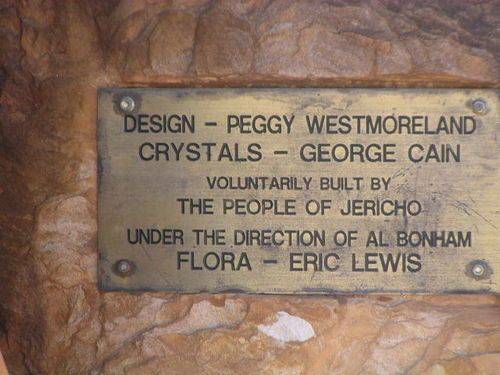 DESIGN - PEGGY WESTMORELAND
CRYSTALS - GEORGE CAIN
VOLUNTARILY BUILT BY
THE PEOPLE OF JERICHO
UNDER THE DIRECTION OF AL BONHAM
FLORA - ERIC LEWIS